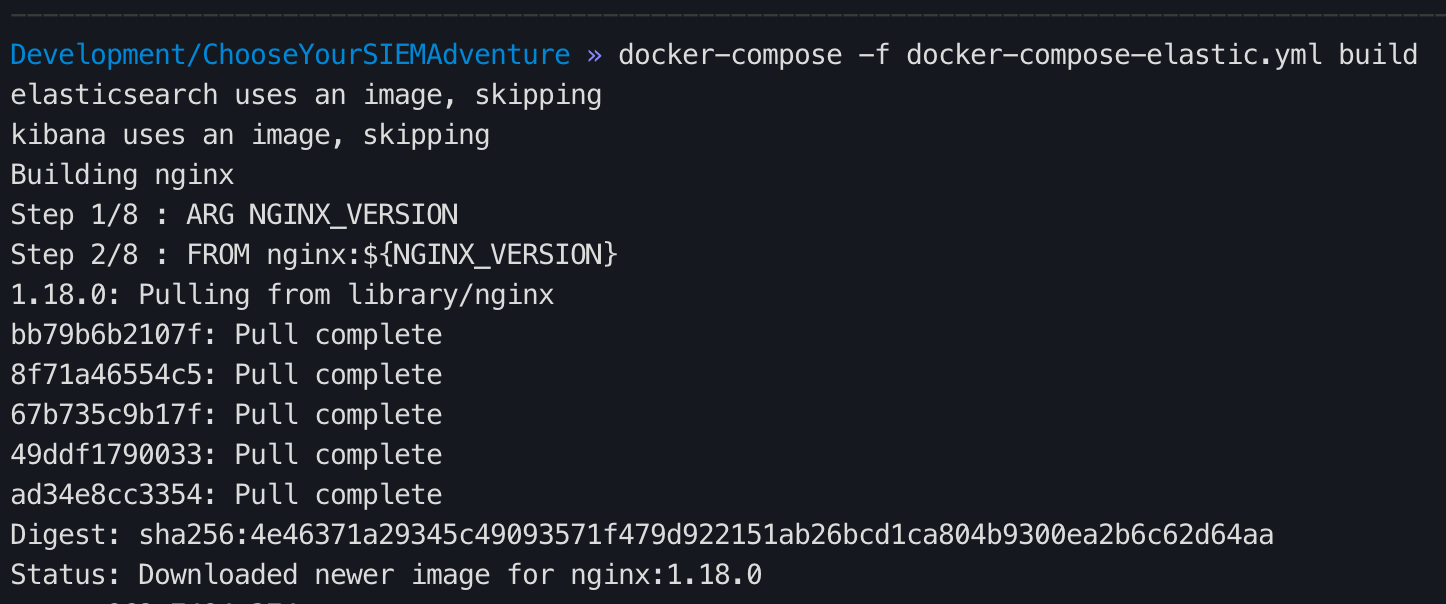 Development/ChooseYourSIEMAdventure » docker-compose -f docker-compose-elastic.yml build
elasticsearch uses an image, skipping
kibana uses an image, skipping
Building nginx
Step 1/8 : ARG NGINX_VERSION
Step 2/8 : FROM nginx:${NGINX_VERSION}
1.18.0: Pulling from library/nginx
bb79b6b2107f: Pull complete
8f71a46554c5: Pull complete
67b735c9b17f: Pull complete
49ddf1790033: Pull complete
ad34e8cc3354: Pull complete
Digest: sha256:4e46371a29345c49093571f479d922151ab26bcd1ca804b9300ea2b6c62d64aa
Status: Downloaded newer image for nginx:1.18.0